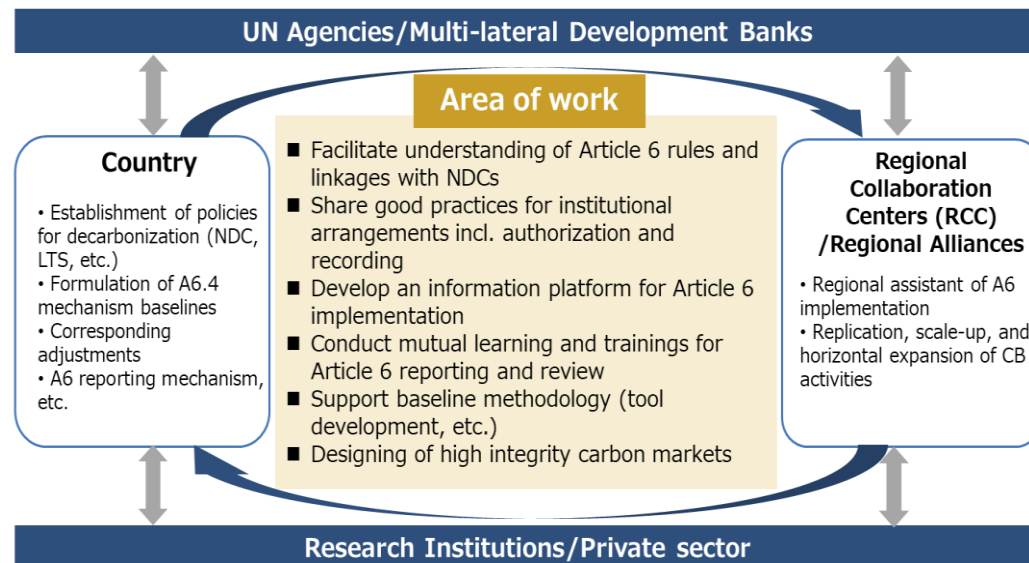 UN Agencies/Multi-lateral Development Banks
Area of work
Country
• Establishment of policies
for decarbonization (NDC,
LTS, etc.)
• Formulation of A6.4
mechanism baselines
• Corresponding
adjustments
• A6 reporting mechanism,
etc.
■ Facilitate understanding of Article 6 rules and
linkages with NDCs
■ Share good practices for institutional
arrangements incl. authorization and
recording
■ Develop an information platform for Article 6
implementation
■ Conduct mutual learning and trainings for
Article 6 reporting and review
■ Support baseline methodology (tool
development, etc.)
■ Designing of high integrity carbon markets
Regional
Collaboration
Centers (RCC)
/Regional Alliances
• Regional assistant of A6
implementation
• Replication, scale-up, and
horizontal expansion of CB
activities
Research Institutions/Private sector